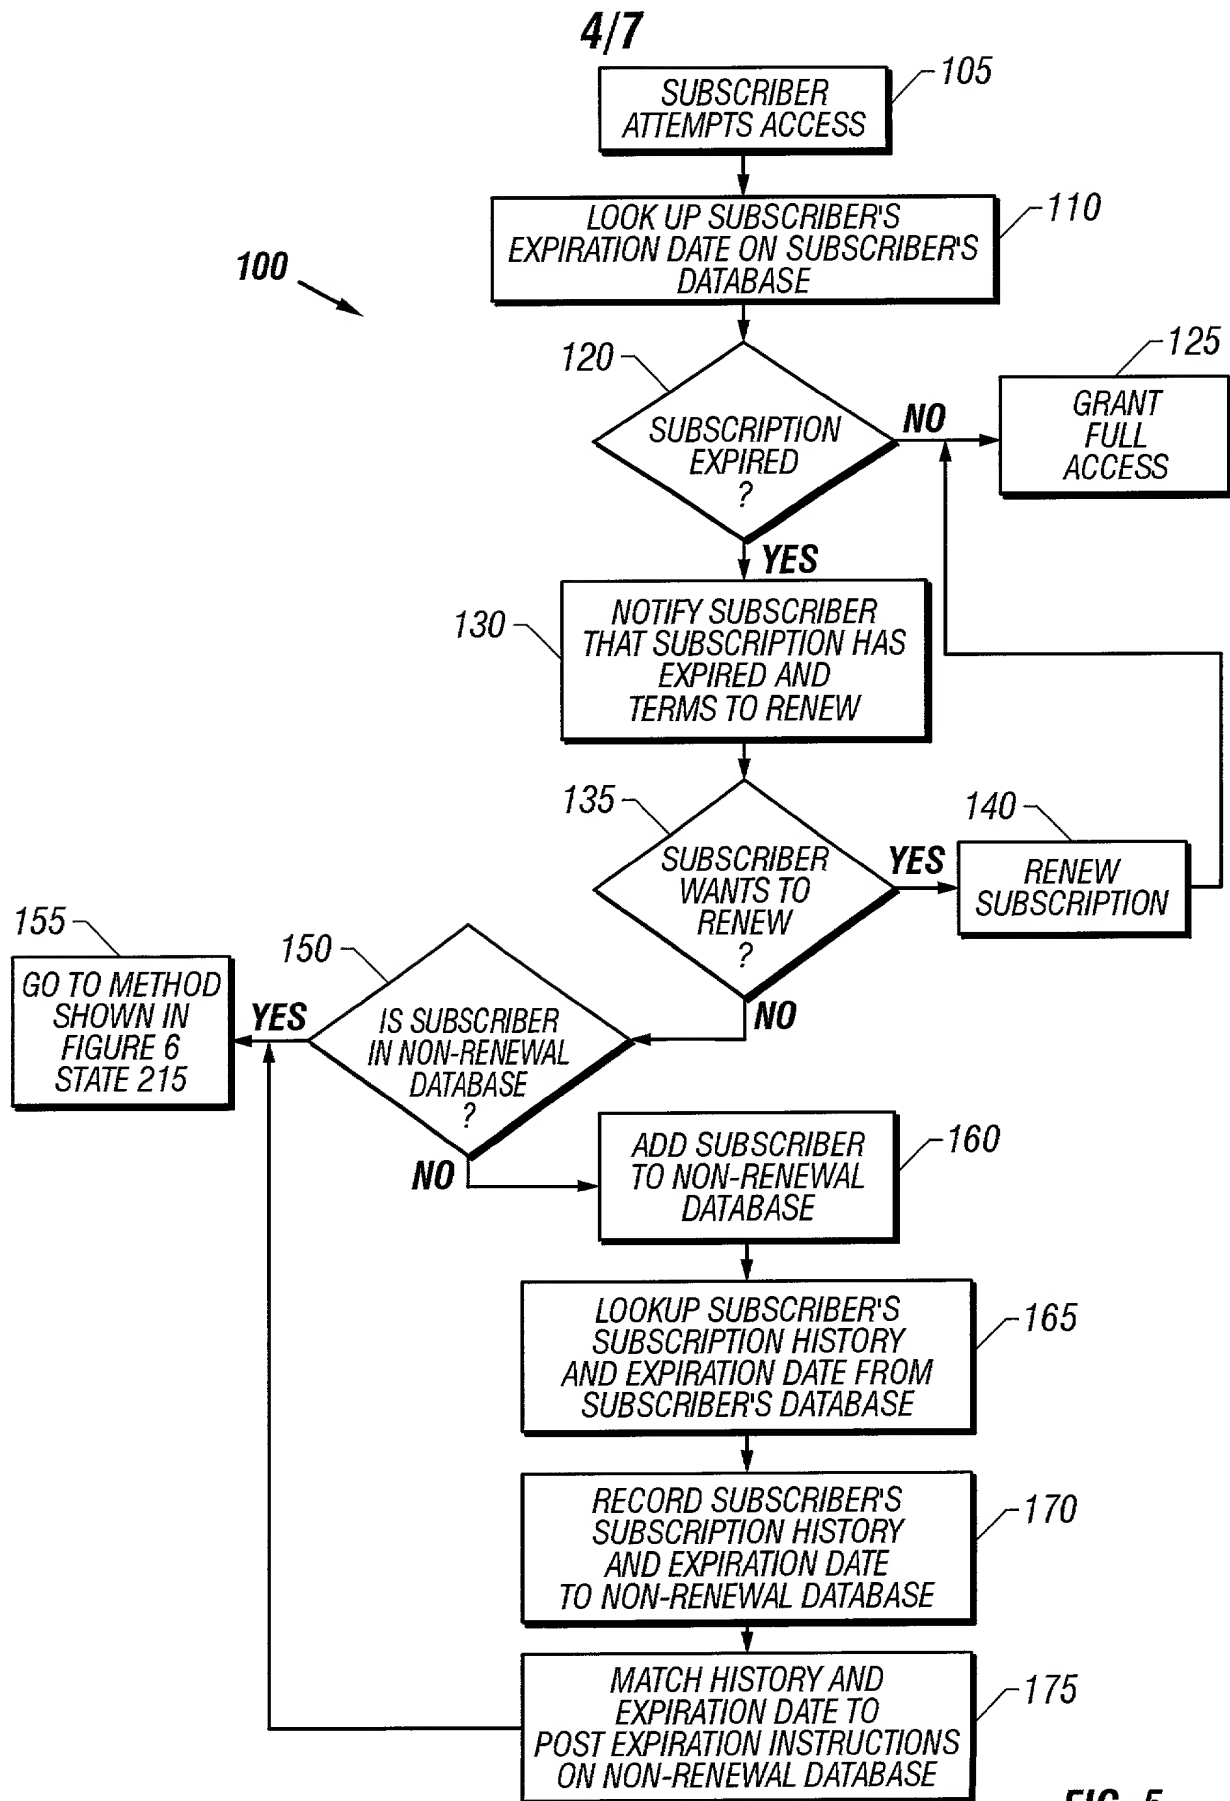 4/7
SUBSCRIBER
ATTEMPTS ACCESS
105
LOOK UP SUBSCRIBER'S
EXPIRATION DATE ON SUBSCRIBER'S
DATABASE
110
100
120
SUBSCRIPTION
EXPIRED
?
NO
125
GRANT
FULL
ACCESS
YES
130
NOTIFY SUBSCRIBER
THAT SUBSCRIPTION HAS
EXPIRED AND
TERMS TO RENEW
135
SUBSCRIBER
WANTS TO
RENEW
?
YES
140
RENEW
SUBSCRIPTION
NO
155
GO TO METHOD
SHOWN IN
FIGURE 6
STATE 215
YES
150
IS SUBSCRIBER
IN NON-RENEWAL
DATABASE
?
NO
ADD SUBSCRIBER
TO NON-RENEWAL
DATABASE
160
LOOKUP SUBSCRIBER'S
SUBSCRIPTION HISTORY
AND EXPIRATION DATE FROM
SUBSCRIBER'S DATABASE
165
RECORD SUBSCRIBER'S
SUBSCRIPTION HISTORY
AND EXPIRATION DATE
TO NON-RENEWAL DATABASE
170
MATCH HISTORY AND
EXPIRATION DATE TO
POST EXPIRATION INSTRUCTIONS
ON NON-RENEWAL DATABASE
175
FIG. 5